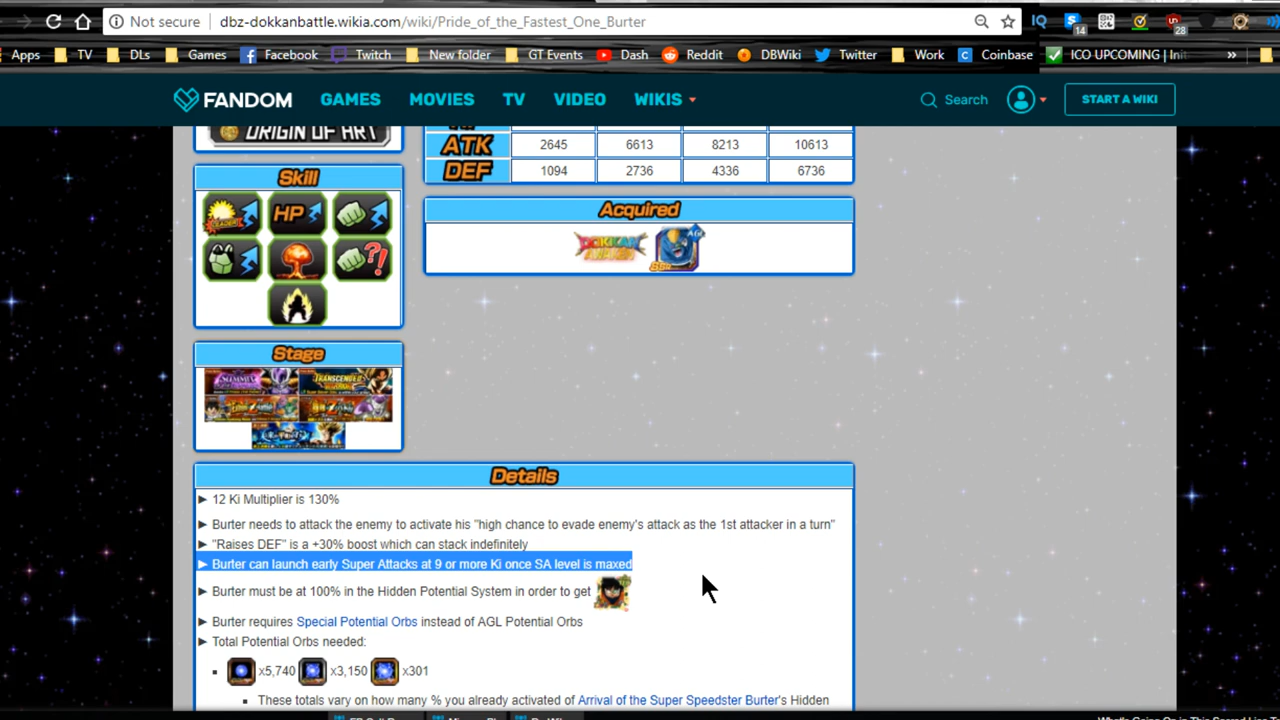 Not secure | dbz-dokkanbattle.wikia.com/wiki/Pride_of_the_Fastest_One_Burter
IQ
14
28
Apps TV DLs Games Facebook Twitch New folder GT Events Dash Reddit DBWiki Twitter Work Coinbase ICO UPCOMING | Init »
FANDOM GAMES MOVIES TV VIDEO WIKIS Search START A WIKI
ORIGIN OF ART
ATK 2645 6613 8213 10613
DEF 1094 2736 4336 6736
Skill
LEADER HP
Acquired
DOKKAN AWAKEN AGL
Stage
Details
► 12 Ki Multiplier is 130%
► Burter needs to attack the enemy to activate his "high chance to evade enemy's attack as the 1st attacker in a turn"
► "Raises DEF" is a +30% boost which can stack indefinitely
► Burter can launch early Super Attacks at 9 or more Ki once SA level is maxed
► Burter must be at 100% in the Hidden Potential System in order to get
► Burter requires Special Potential Orbs instead of AGL Potential Orbs
► Total Potential Orbs needed:
▪ x5,740 x3,150 x301
▪ These totals vary on how many % you already activated of Arrival of the Super Speedster Burter's Hidden